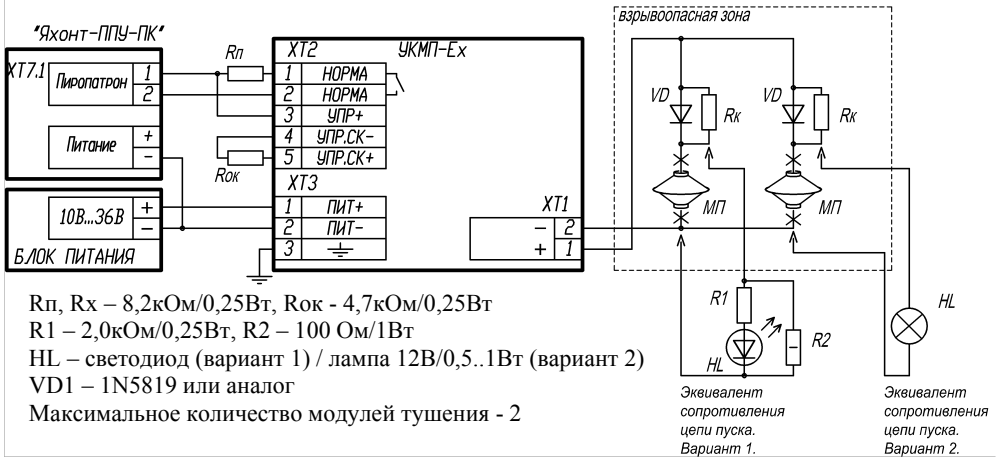 взрывоопасная зона
"Яхонт-ППУ-ПК"
XT7.1
Пиропатрон
1
2
Питание
+
-
10В...36В
+
-
БЛОК ПИТАНИЯ
Rп
Rок
XT2
УКМП-Ех
1 НОРМА
2 НОРМА
3 УПР+
4 УПР.СК-
5 УПР.СК+
XT3
1 ПИТ+
2 ПИТ-
3
XT1
- 2
+ 1
VD
Rк
VD
Rк
МП
МП
R1
HL
R2
HL
Rп, Rx – 8,2кОм/0,25Вт, Rок - 4,7кОм/0,25Вт
R1 – 2,0кОм/0,25Вт, R2 – 100 Ом/1Вт
HL – светодиод (вариант 1) / лампа 12В/0,5..1Вт (вариант 2)
VD1 – 1N5819 или аналог
Максимальное количество модулей тушения - 2
Эквивалент
сопротивления
цепи пуска.
Вариант 1.
Эквивалент
сопротивления
цепи пуска.
Вариант 2.